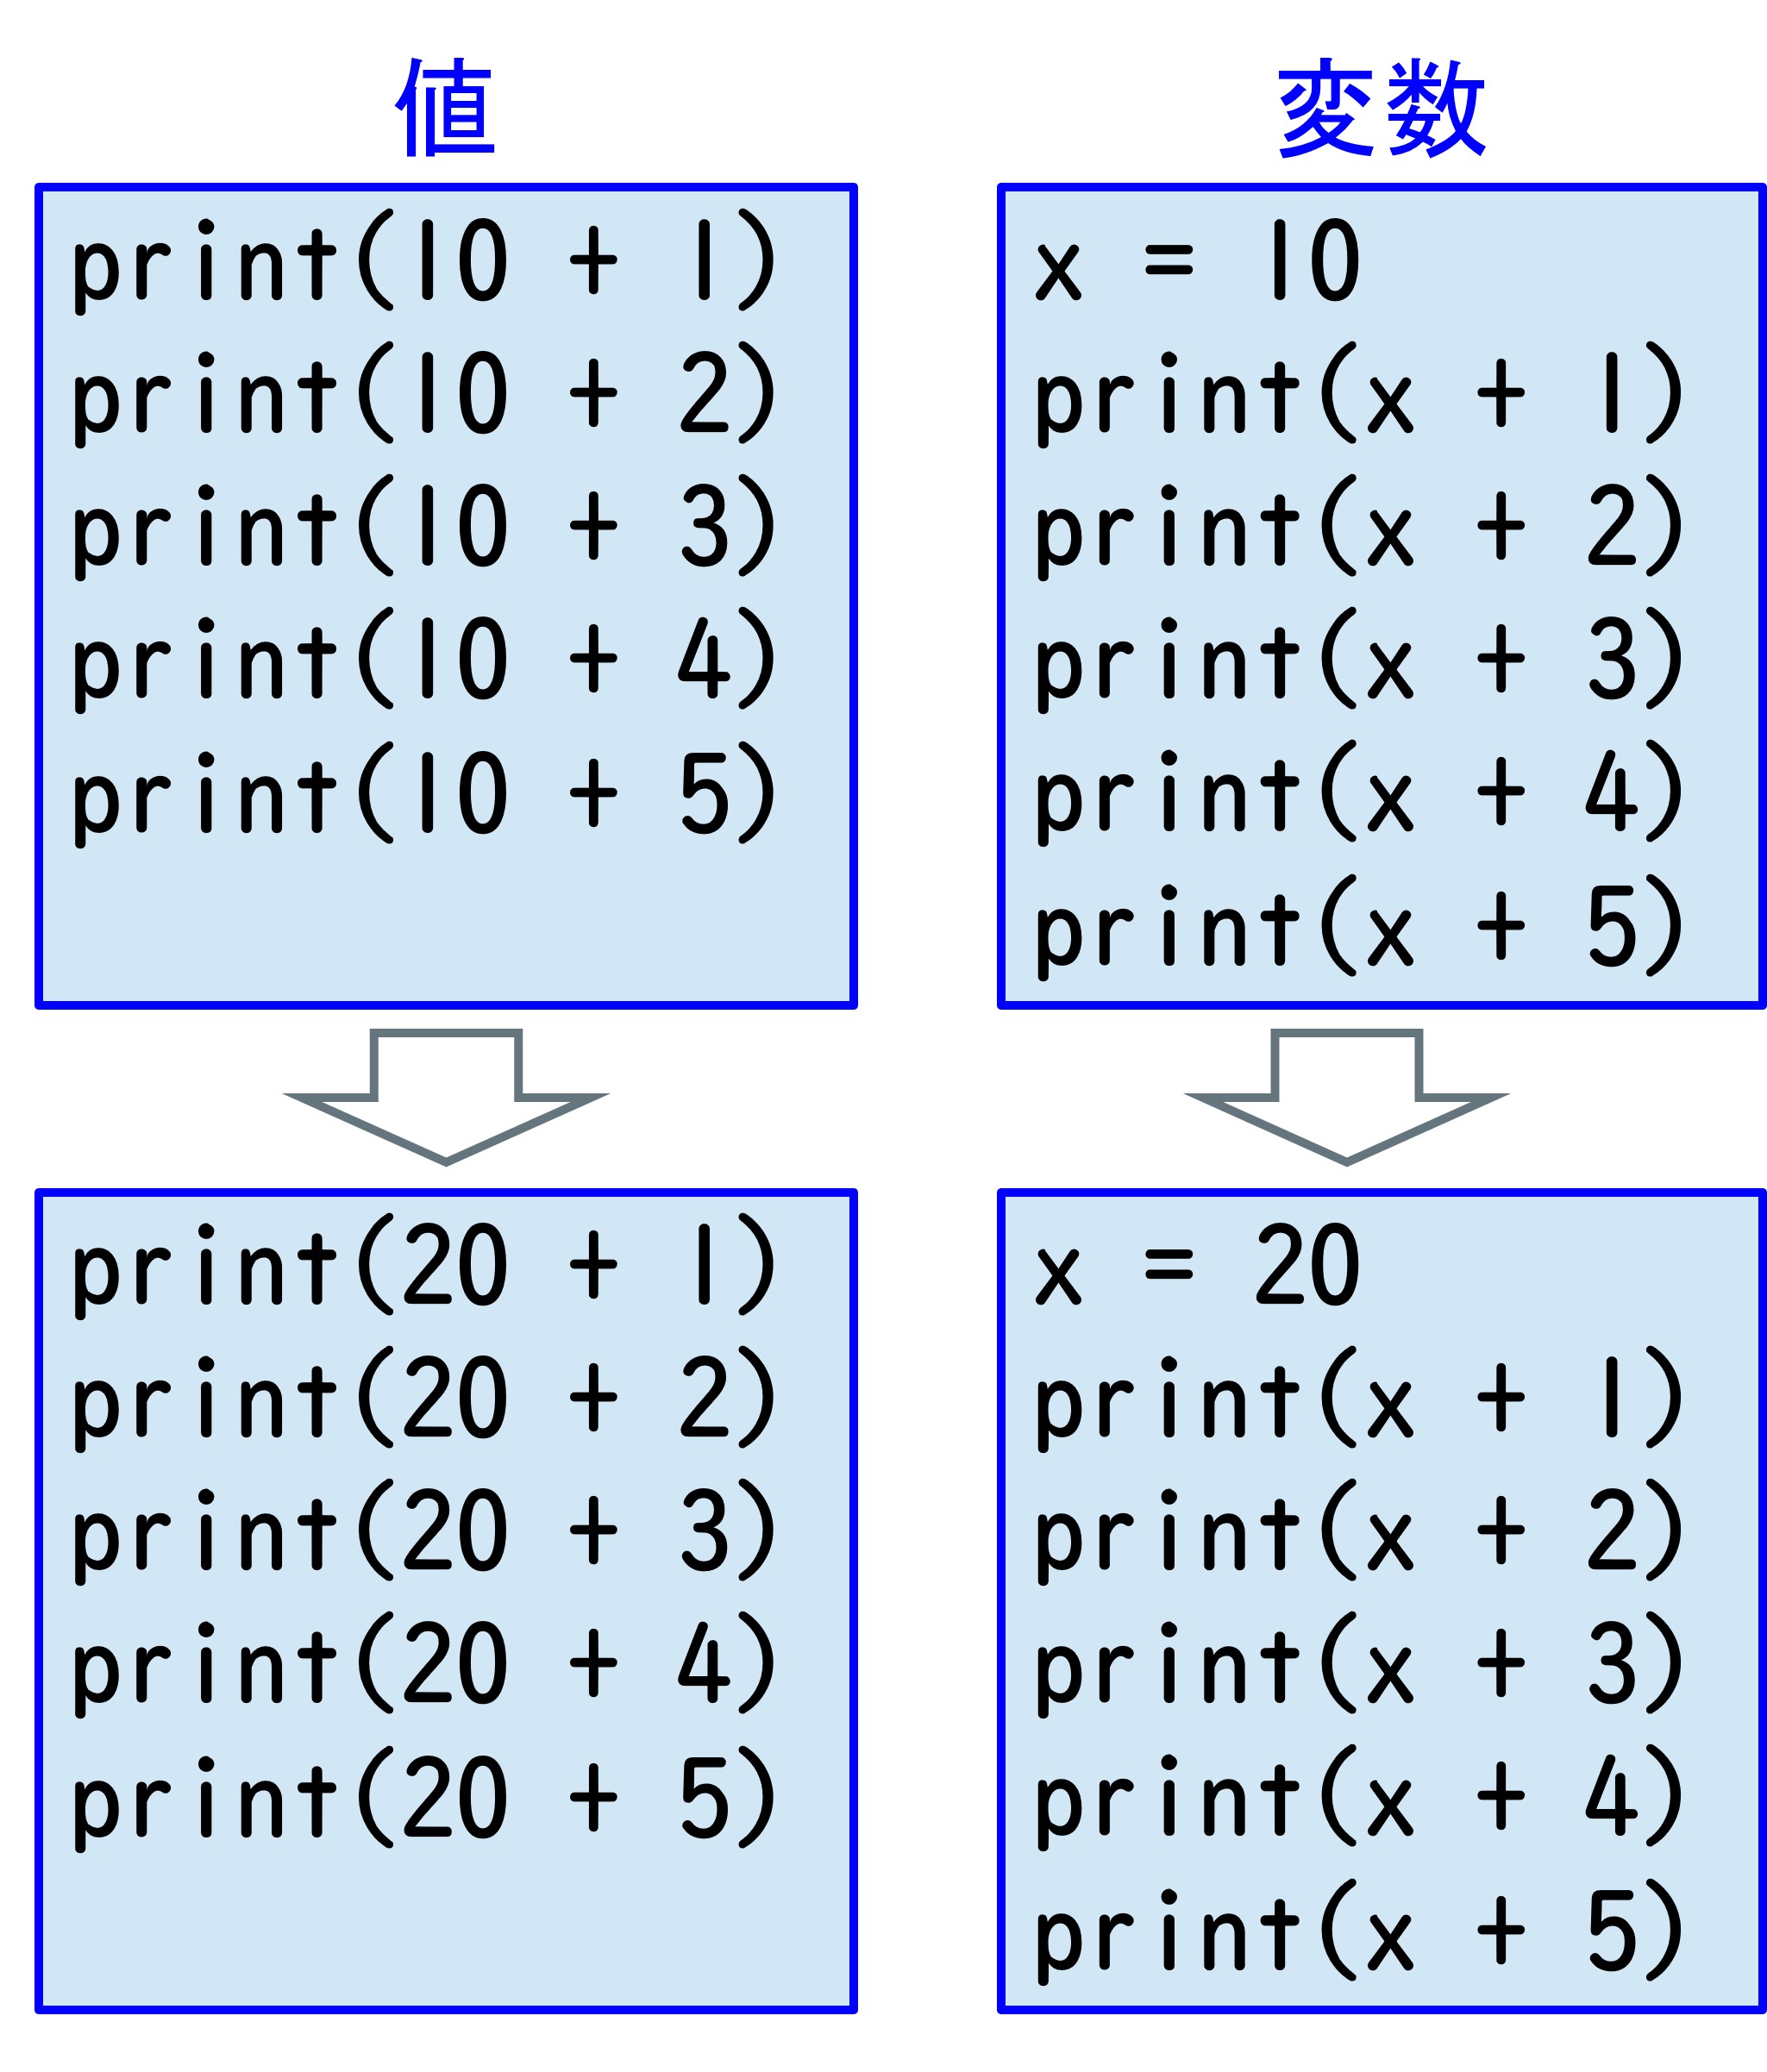 値
print(10 + 1)
print(10 + 2)
print(10 + 3)
print(10 + 4)
print(10 + 5)
変数
x = 10
print(x + 1)
print(x + 2)
print(x + 3)
print(x + 4)
print(x + 5)
print(20 + 1)
print(20 + 2)
print(20 + 3)
print(20 + 4)
print(20 + 5)
x = 20
print(x + 1)
print(x + 2)
print(x + 3)
print(x + 4)
print(x + 5)